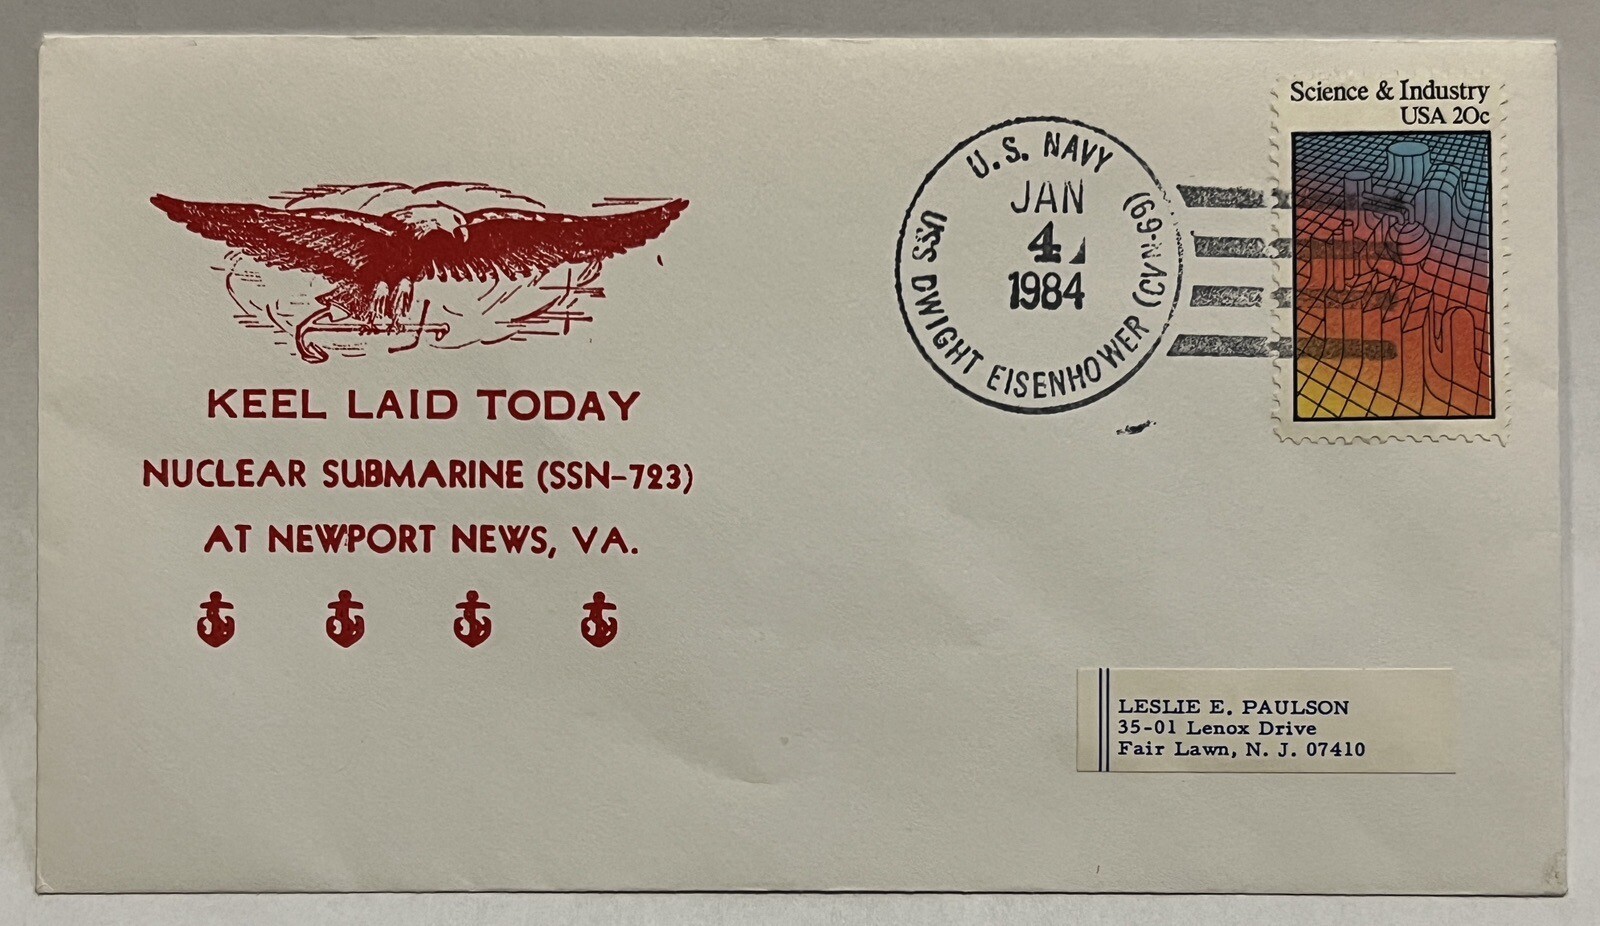 KEEL LAID TODAY
NUCLEAR SUBMARINE (SSN-723)
AT NEWPORT NEWS, VA.
U.S. NAVY
JAN
4
1984
USS DWIGHT EISENHOWER (CVN-69)
Science & Industry
USA 20c
LESLIE E. PAULSON
35-01 Lenox Drive
Fair Lawn, N. J. 07410